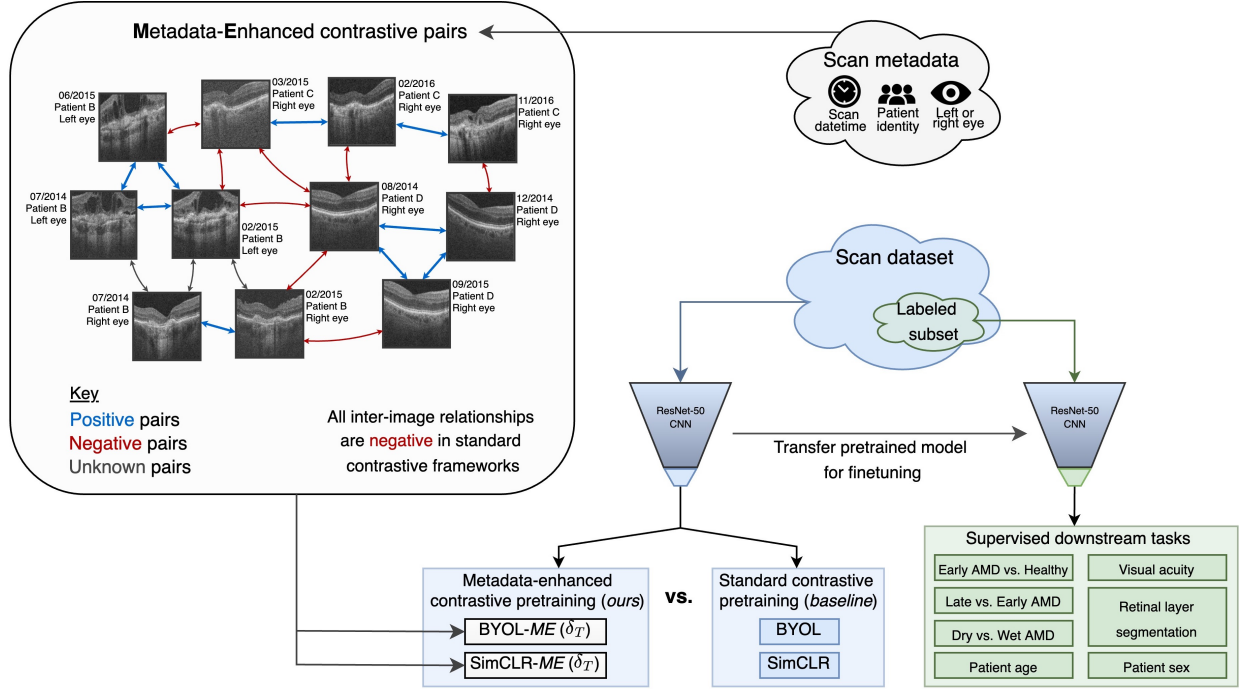 Metadata-Enhanced contrastive pairs
06/2015
Patient B
Left eye
03/2015
Patient C
Right eye
02/2016
Patient C
Right eye
11/2016
Patient C
Right eye
07/2014
Patient B
Left eye
02/2015
Patient B
Left eye
08/2014
Patient D
Right eye
12/2014
Patient D
Right eye
07/2014
Patient B
Right eye
02/2015
Patient B
Right eye
09/2015
Patient D
Right eye
Key
Positive pairs
Negative pairs
Unknown pairs
All inter-image relationships
are negative in standard
contrastive frameworks
Scan metadata
Scan
datetime
Patient
identity
Left or
right eye
Scan dataset
Labeled
subset
ResNet-50
CNN
Transfer pretrained model
for finetuning
ResNet-50
CNN
Metadata-enhanced
contrastive pretraining (ours)
BYOL-ME (δ_T)
SimCLR-ME (δ_T)
vs.
Standard contrastive
pretraining (baseline)
BYOL
SimCLR
Supervised downstream tasks
Early AMD vs. Healthy
Late vs. Early AMD
Dry vs. Wet AMD
Patient age
Visual acuity
Retinal layer
segmentation
Patient sex